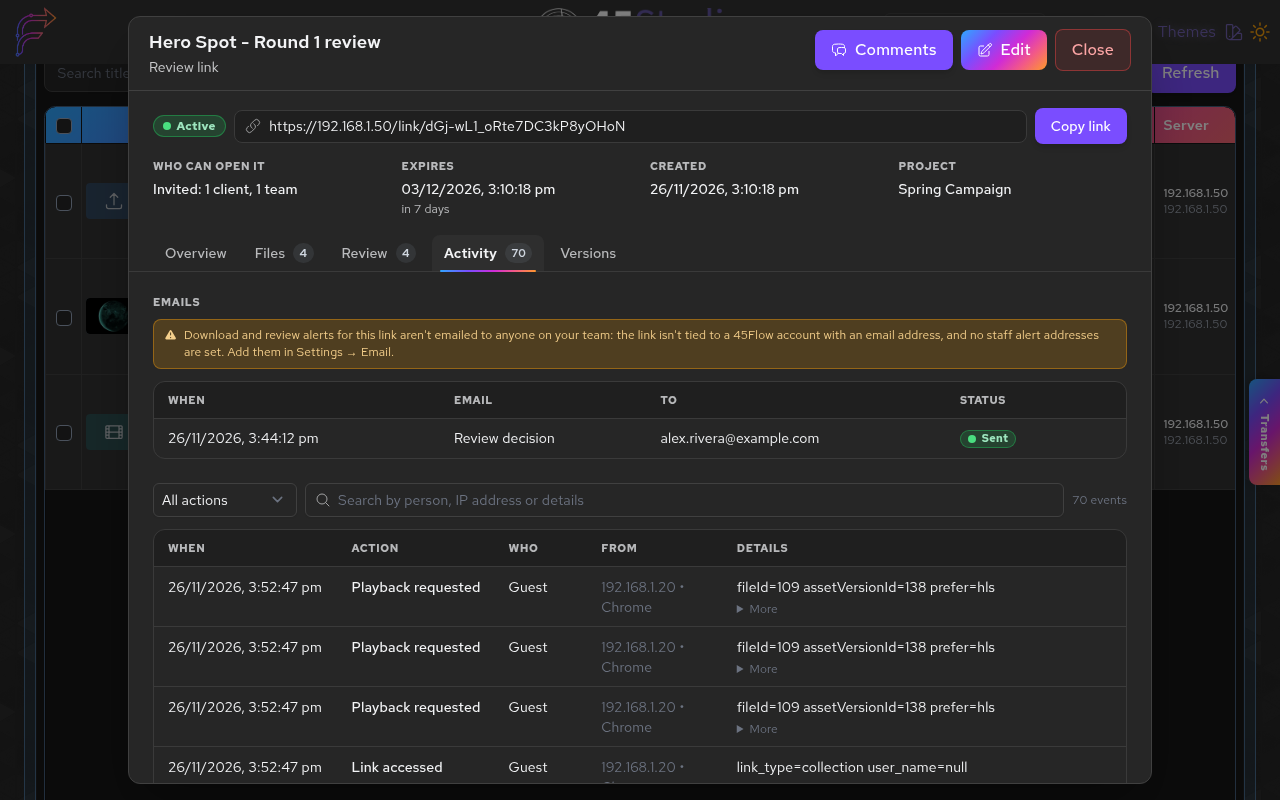 Hero Spot - Round 1 review
Review link
Comments
Edit
Close
Themes
Search title
Refresh
Server
Active
https://192.168.1.50/link/dGj-wL1_oRte7DC3kP8yOHoN
Copy link
WHO CAN OPEN IT
Invited: 1 client, 1 team
EXPIRES
03/12/2026, 3:10:18 pm
in 7 days
CREATED
26/11/2026, 3:10:18 pm
PROJECT
Spring Campaign
Overview
Files 4
Review 4
Activity 70
Versions
EMAILS
Download and review alerts for this link aren't emailed to anyone on your team: the link isn't tied to a 45Flow account with an email address, and no staff alert addresses
are set. Add them in Settings → Email.
WHEN EMAIL TO STATUS
26/11/2026, 3:44:12 pm Review decision alex.rivera@example.com Sent
All actions
Search by person, IP address or details
70 events
WHEN ACTION WHO FROM DETAILS
26/11/2026, 3:52:47 pm Playback requested Guest 192.168.1.20 • fileId=109 assetVersionId=138 prefer=hls
Chrome ▶ More
26/11/2026, 3:52:47 pm Playback requested Guest 192.168.1.20 • fileId=109 assetVersionId=138 prefer=hls
Chrome ▶ More
26/11/2026, 3:52:47 pm Playback requested Guest 192.168.1.20 • fileId=109 assetVersionId=138 prefer=hls
Chrome ▶ More
26/11/2026, 3:52:47 pm Link accessed Guest 192.168.1.20 • link_type=collection user_name=null
192.168.1.50
192.168.1.50
192.168.1.50
192.168.1.50
192.168.1.50
192.168.1.50
Transfers